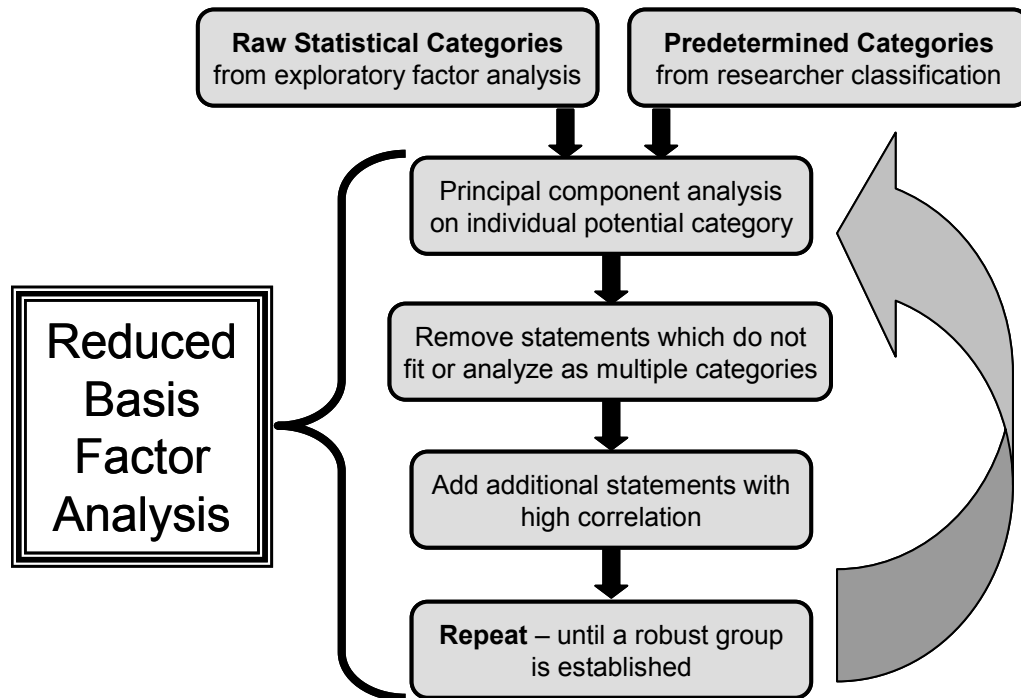 Raw Statistical Categories
from exploratory factor analysis
Predetermined Categories
from researcher classification
Principal component analysis
on individual potential category
Remove statements which do not
fit or analyze as multiple categories
Add additional statements with
high correlation
Repeat – until a robust group
is established
Reduced
Basis
Factor
Analysis